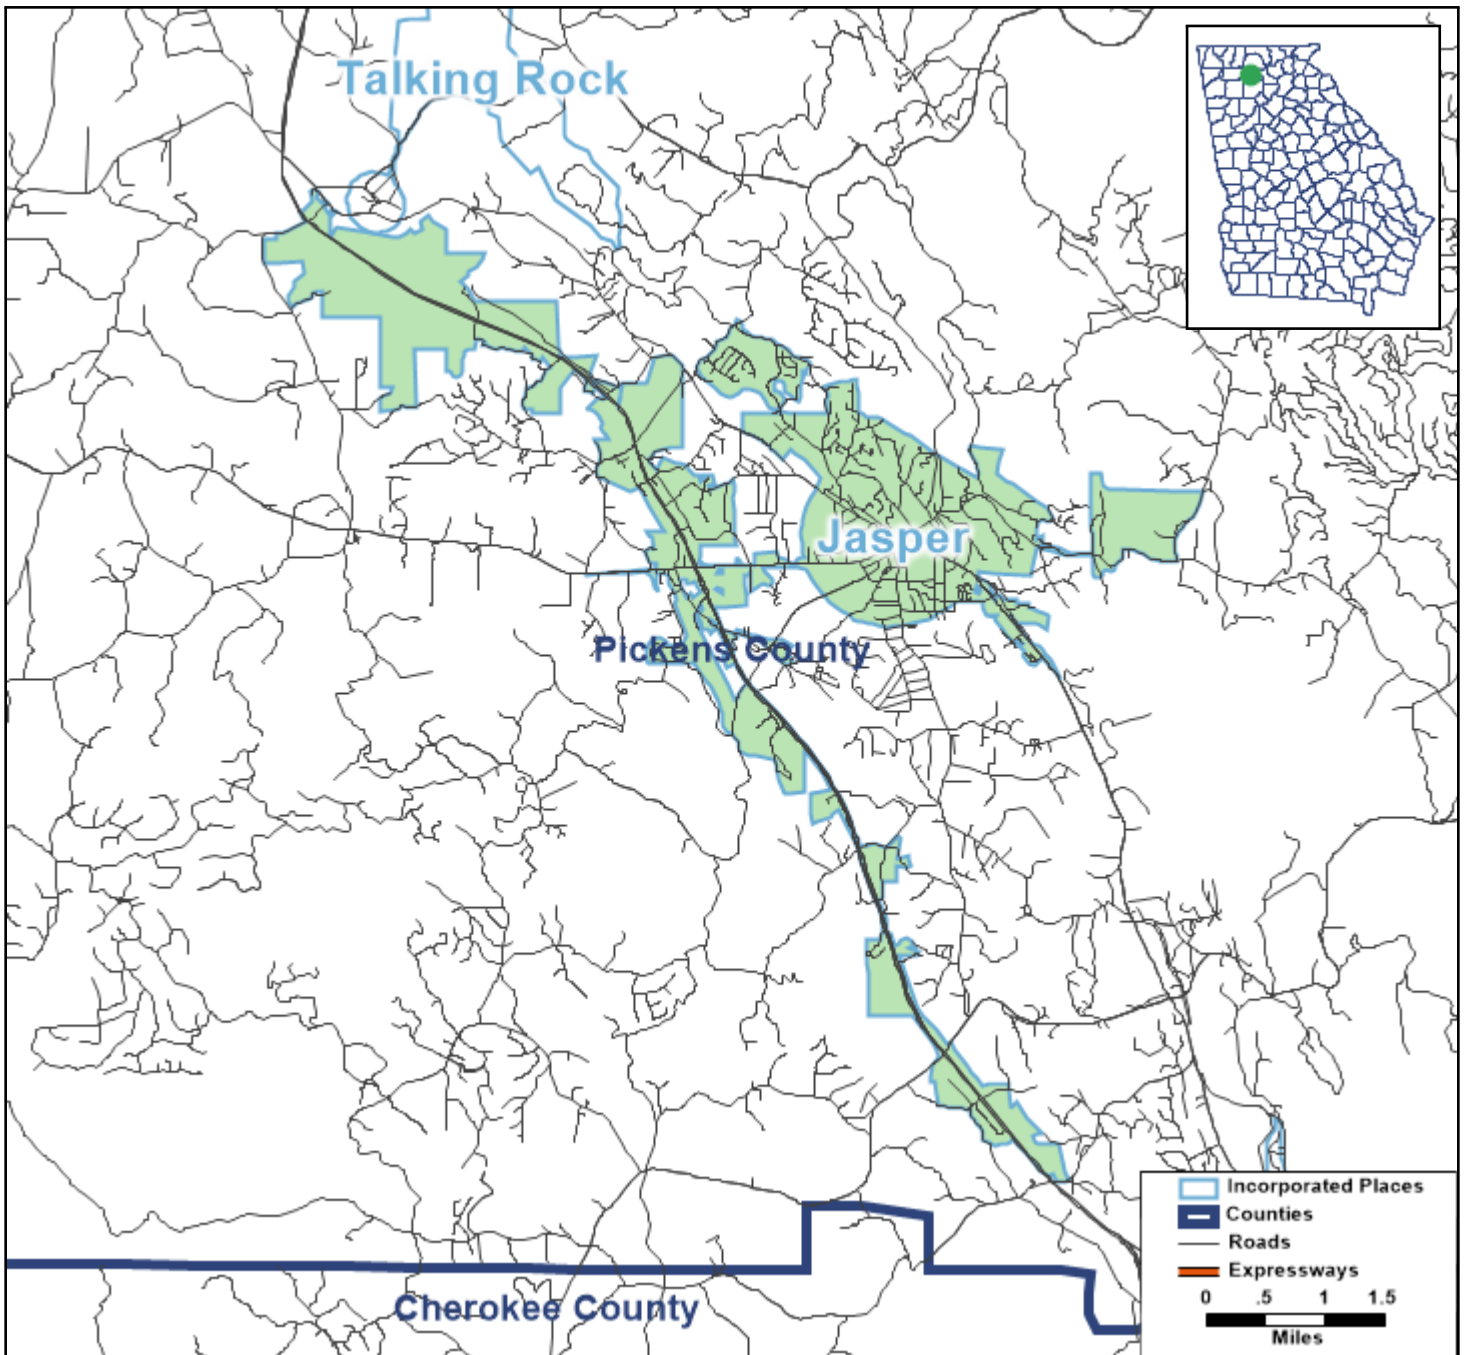 Talking Rock
Jasper
Pickens County
Cherokee County
Incorporated Places
Counties
Roads
Expressways
0 .5 1 1.5
Miles